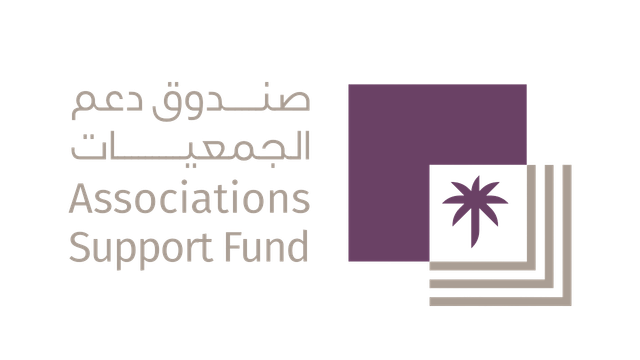 صندوق دعم
الجمعيات
Associations
Support Fund